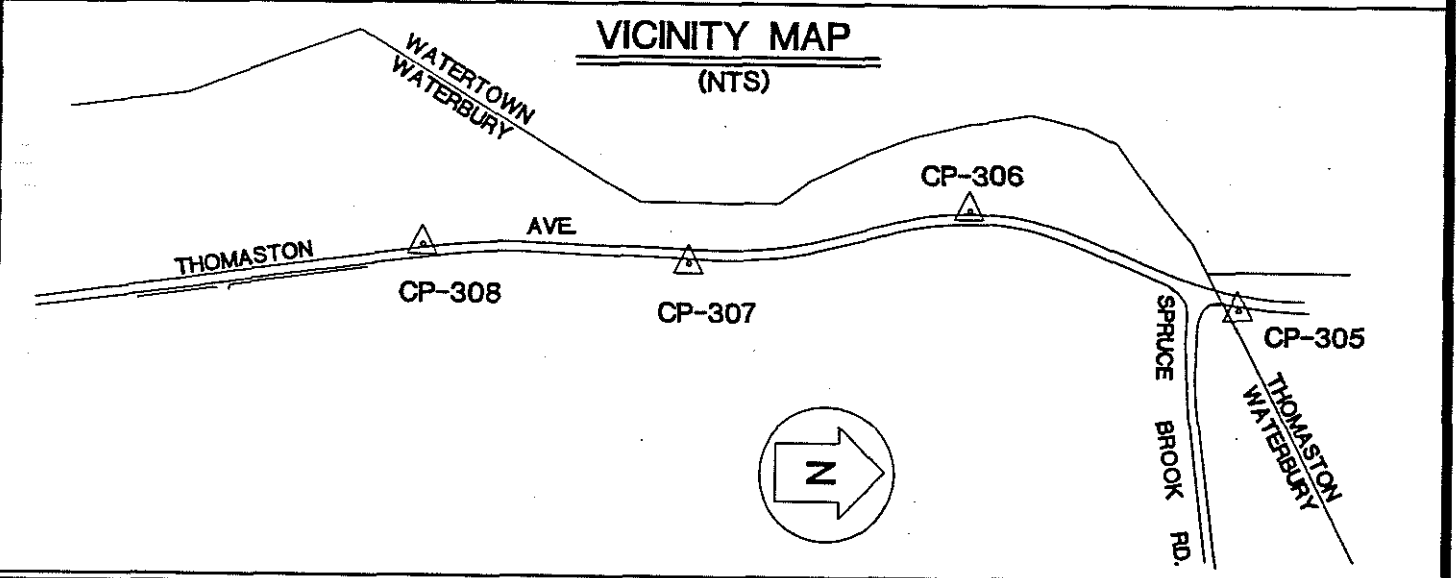 VICINITY MAP
(NTS)
WATERTOWN
WATERBURY
CP-306
THOMASTON AVE.
CP-308
CP-307
CP-305
SPRUCE BROOK RD.
THOMASTON
WATERBURY
N